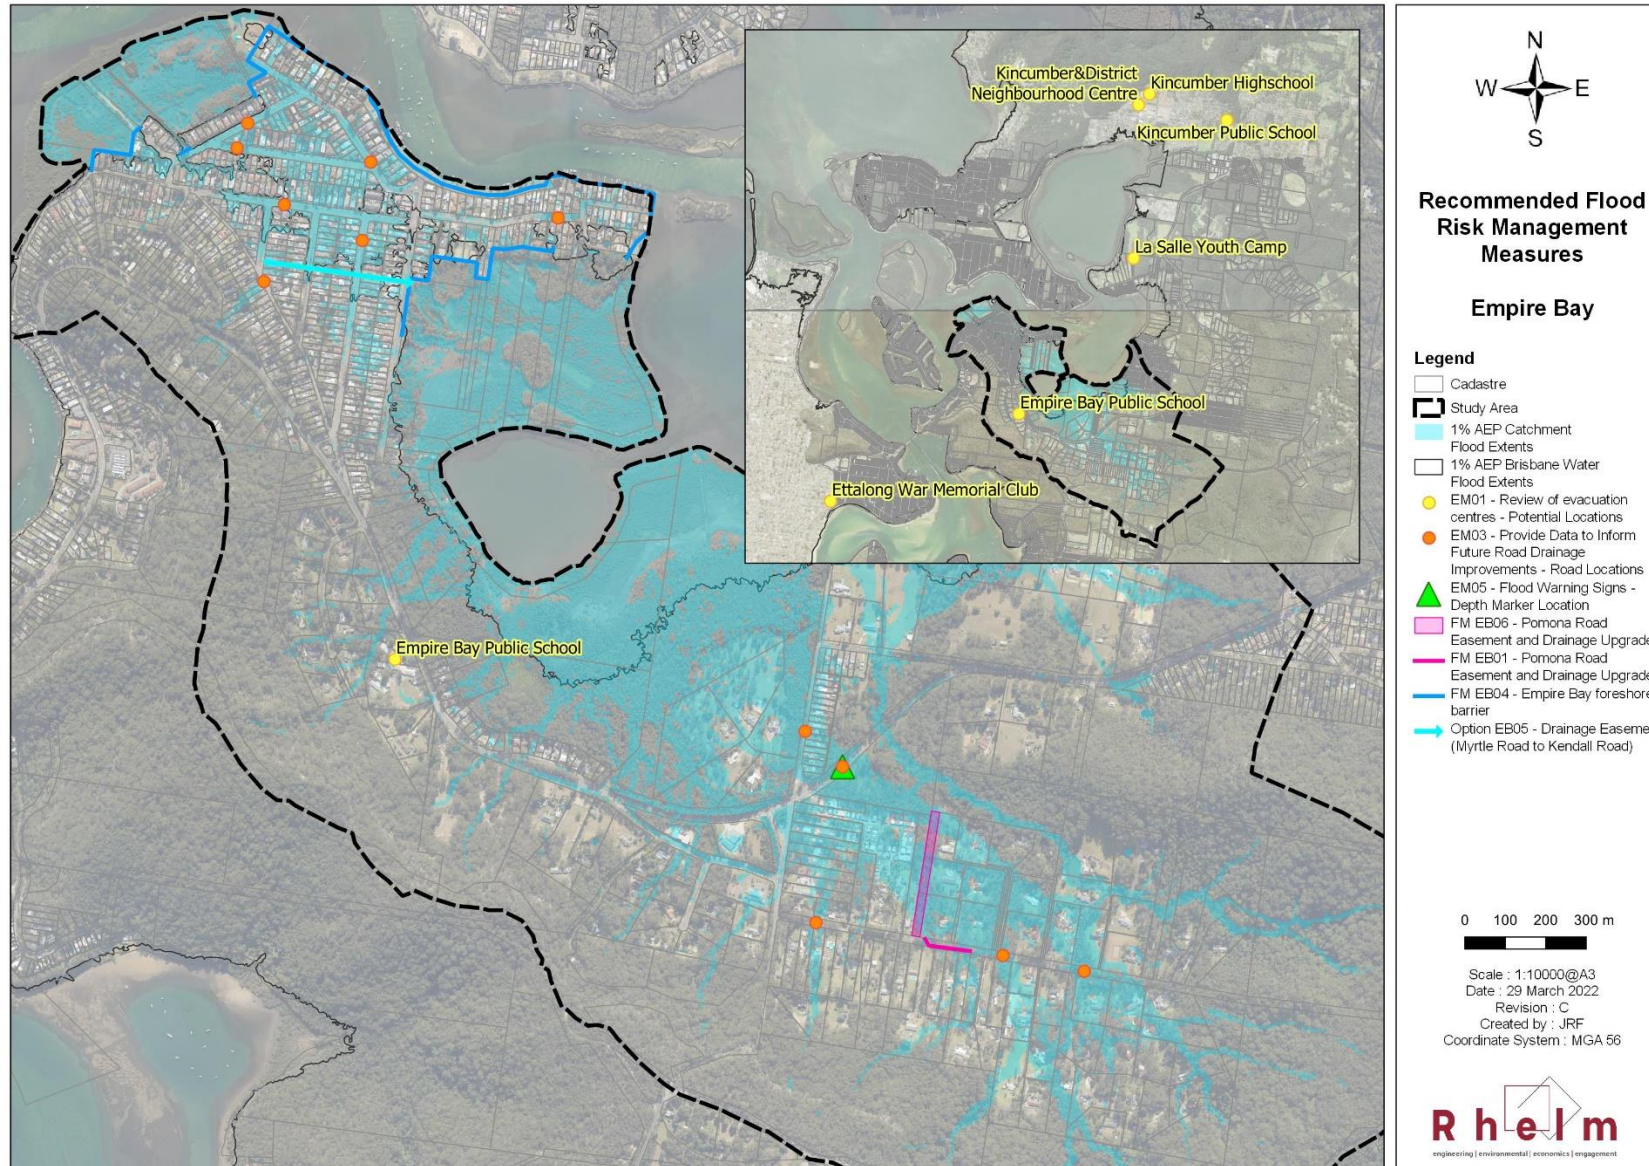 Kincumber&District
Neighbourhood Centre
Kincumber Highschool
Kincumber Public School
La Salle Youth Camp
Empire Bay Public School
Ettalong War Memorial Club
Empire Bay Public School
N
W
E
S
Recommended Flood
Risk Management
Measures
Empire Bay
Legend
Cadastre
Study Area
1% AEP Catchment
Flood Extents
1% AEP Brisbane Water
Flood Extents
EM01 - Review of evacuation
centres - Potential Locations
EM03 - Provide Data to Inform
Future Road Drainage
Improvements - Road Locations
EM05 - Flood Warning Signs -
Depth Marker Location
FM EB06 - Pomona Road
Easement and Drainage Upgrade
FM EB01 - Pomona Road
Easement and Drainage Upgrade
FM EB04 - Empire Bay foreshore
barrier
Option EB05 - Drainage Easeme
(Myrtle Road to Kendall Road)
0 100 200 300 m
Scale : 1:10000@A3
Date : 29 March 2022
Revision : C
Created by : JRF
Coordinate System : MGA 56
Rhelm
engineering | environmental | economics | engagement